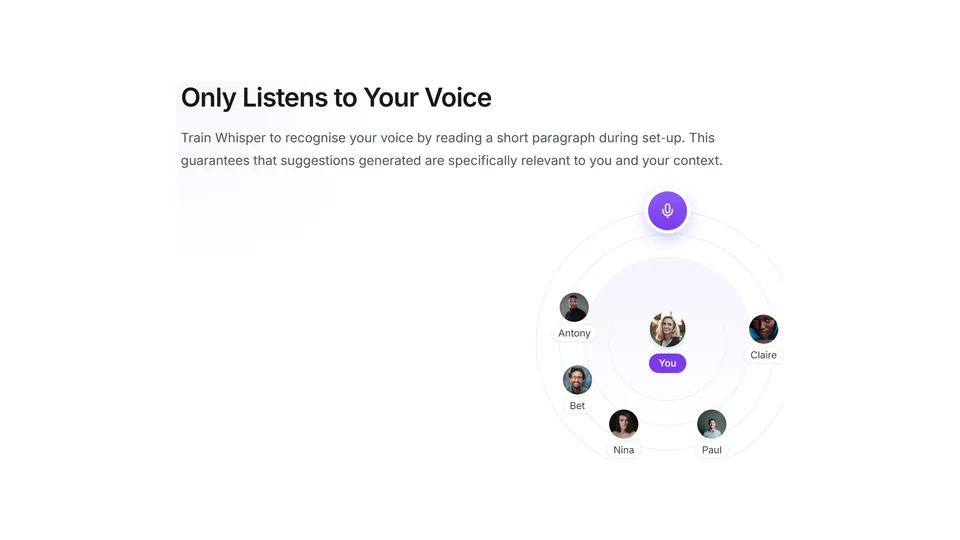 Only Listens to Your Voice
Train Whisper to recognise your voice by reading a short paragraph during set-up. This
guarantees that suggestions generated are specifically relevant to you and your context.
Antony
You
Claire
Bet
Nina
Paul